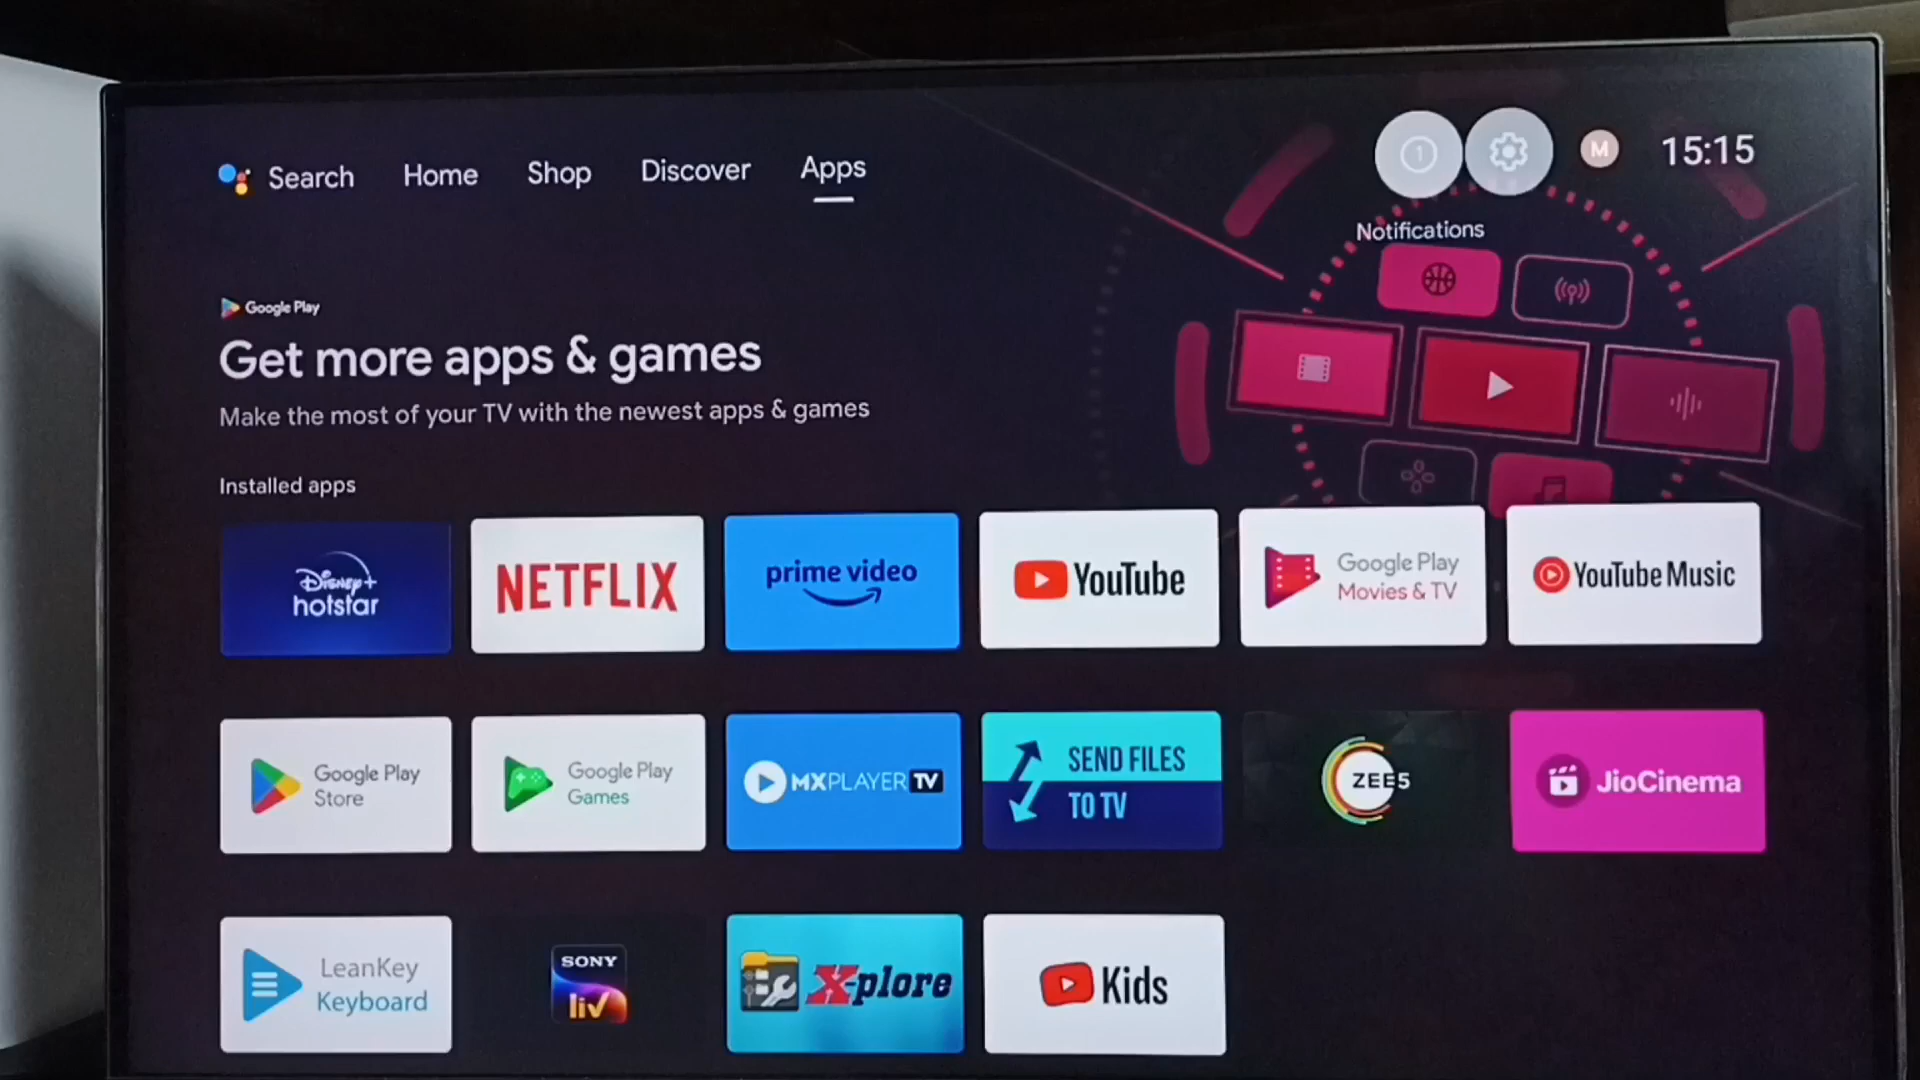 Search Home Shop Discover Apps
1
M
15:15
Notifications
Google Play
Get more apps & games
Make the most of your TV with the newest apps & games
Installed apps
Disney+
hotstar
NETFLIX
prime video
YouTube
Google Play
Movies & TV
YouTube Music
Google Play
Store
Google Play
Games
MXPLAYER TV
SEND FILES
TO TV
ZEE5
JioCinema
LeanKey
Keyboard
SONY
liv
X-plore
Kids